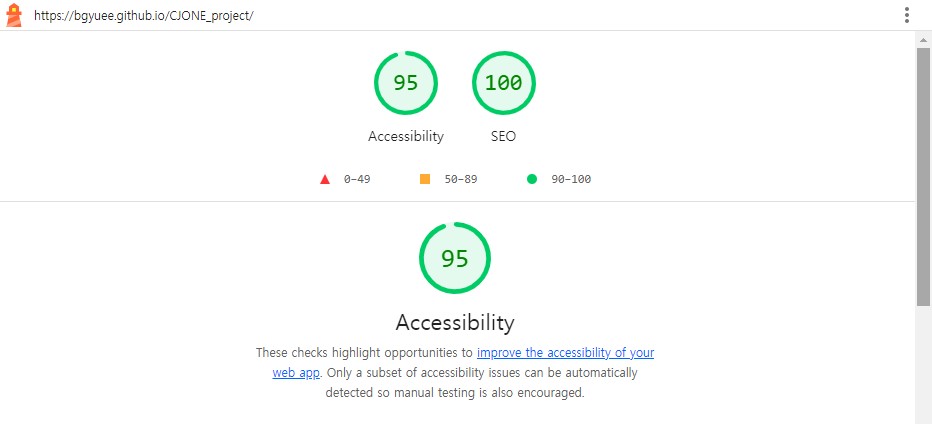 https://bgyuee.github.io/CJONE_project/
95 100
Accessibility SEO
0–49 50–89 90–100
95
Accessibility
These checks highlight opportunities to improve the accessibility of your
web app. Only a subset of accessibility issues can be automatically
detected so manual testing is also encouraged.